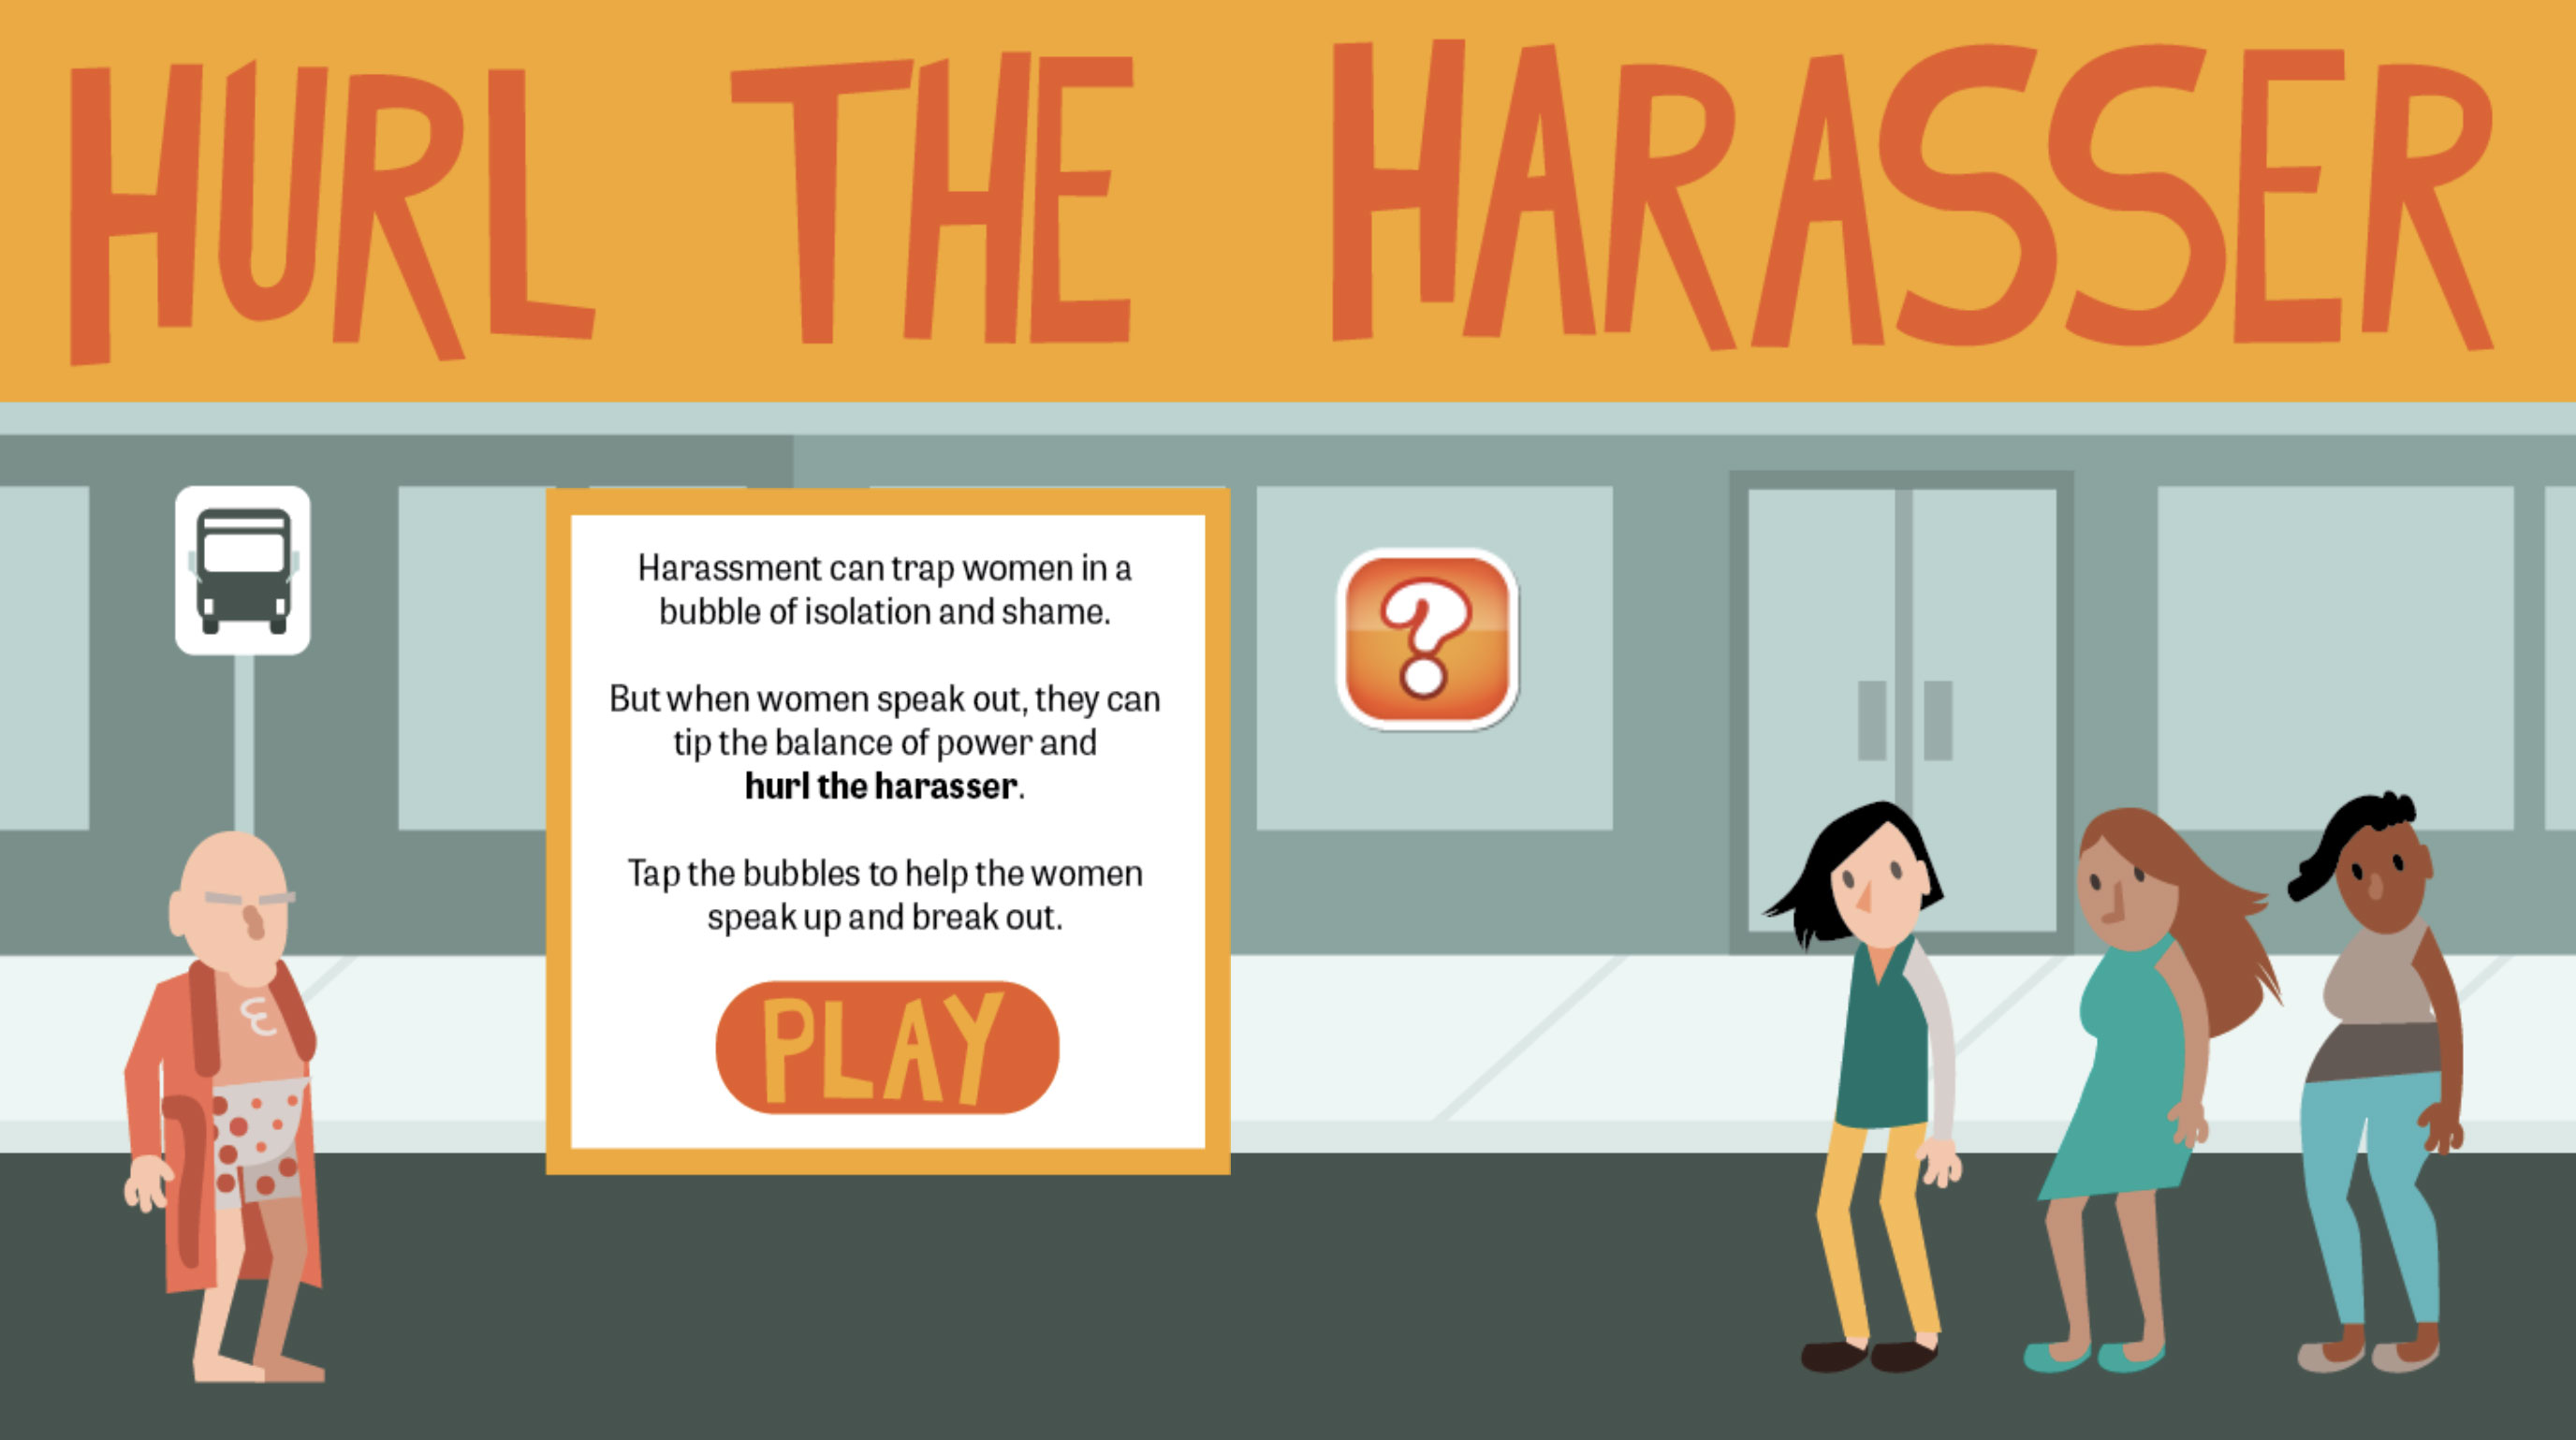 HURL THE HARASSER
Harassment can trap women in a
bubble of isolation and shame.
But when women speak out, they can
tip the balance of power and
hurl the harasser.
Tap the bubbles to help the women
speak up and break out.
PLAY
?